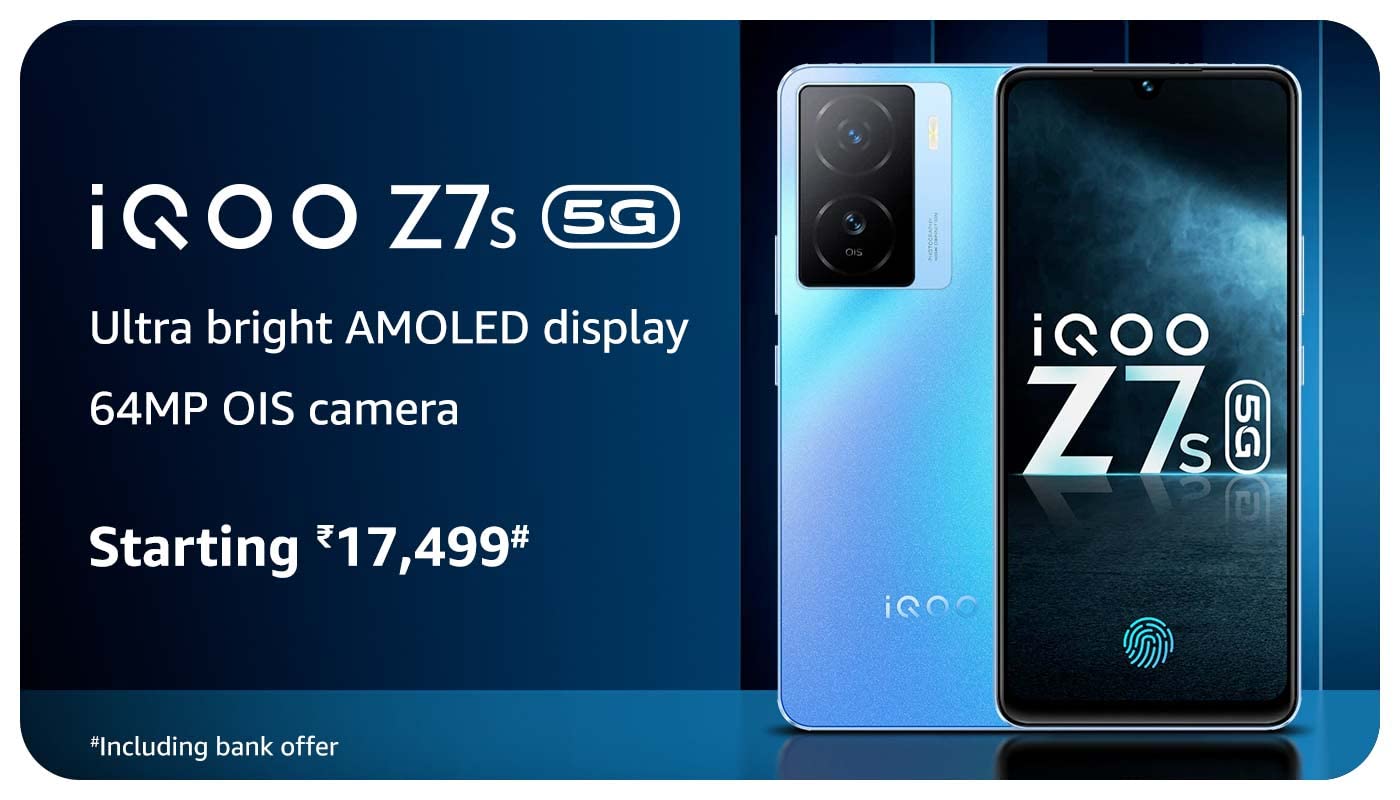 iQOO Z7s 5G
Ultra bright AMOLED display
64MP OIS camera
Starting ₹17,499#
#Including bank offer
OIS
iQOO
iQOO
Z7s 5G